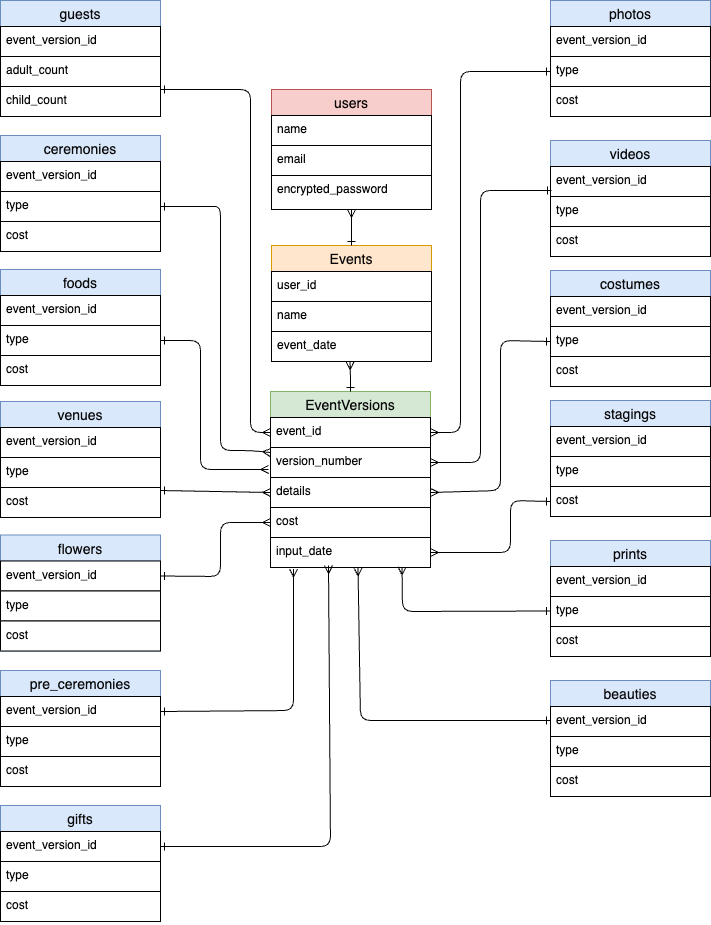 guests
event_version_id
adult_count
child_count
ceremonies
event_version_id
type
cost
foods
event_version_id
type
cost
venues
event_version_id
type
cost
flowers
event_version_id
type
cost
pre_ceremonies
event_version_id
type
cost
gifts
event_version_id
type
cost
users
name
email
encrypted_password
Events
user_id
name
event_date
EventVersions
event_id
version_number
details
cost
input_date
photos
event_version_id
type
cost
videos
event_version_id
type
cost
costumes
event_version_id
type
cost
stagings
event_version_id
type
cost
prints
event_version_id
type
cost
beauties
event_version_id
type
cost